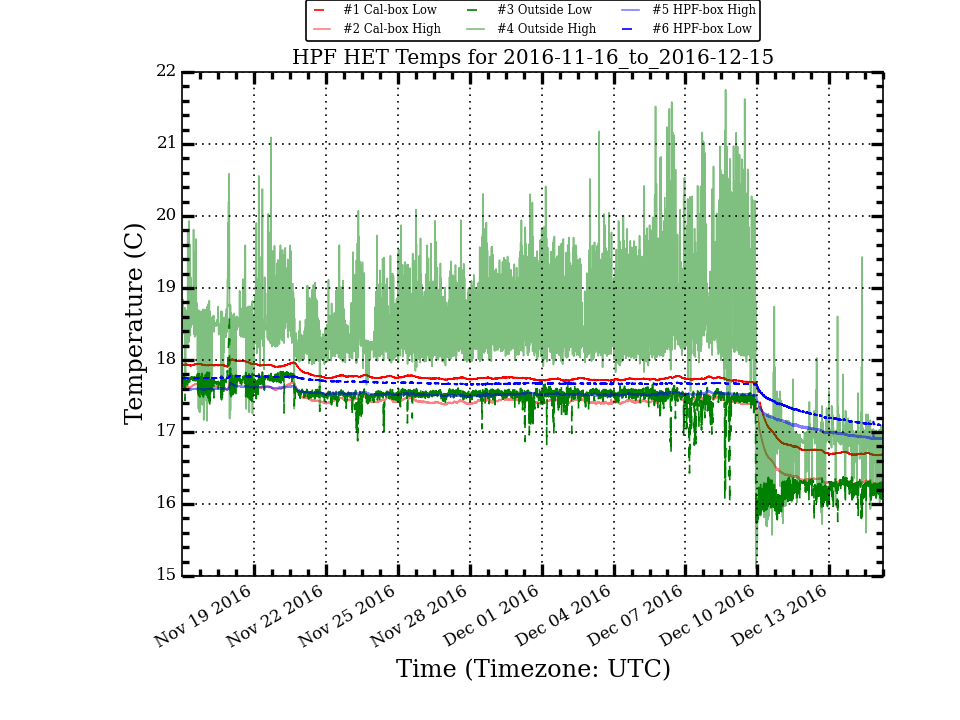 #1 Cal-box Low #3 Outside Low #5 HPF-box High
#2 Cal-box High #4 Outside High #6 HPF-box Low
HPF HET Temps for 2016-11-16_to_2016-12-15
22
21
20
19
18
17
16
15
Temperature (C)
Nov 19 2016
Nov 22 2016
Nov 25 2016
Nov 28 2016
Dec 01 2016
Dec 04 2016
Dec 07 2016
Dec 10 2016
Dec 13 2016
Time (Timezone: UTC)